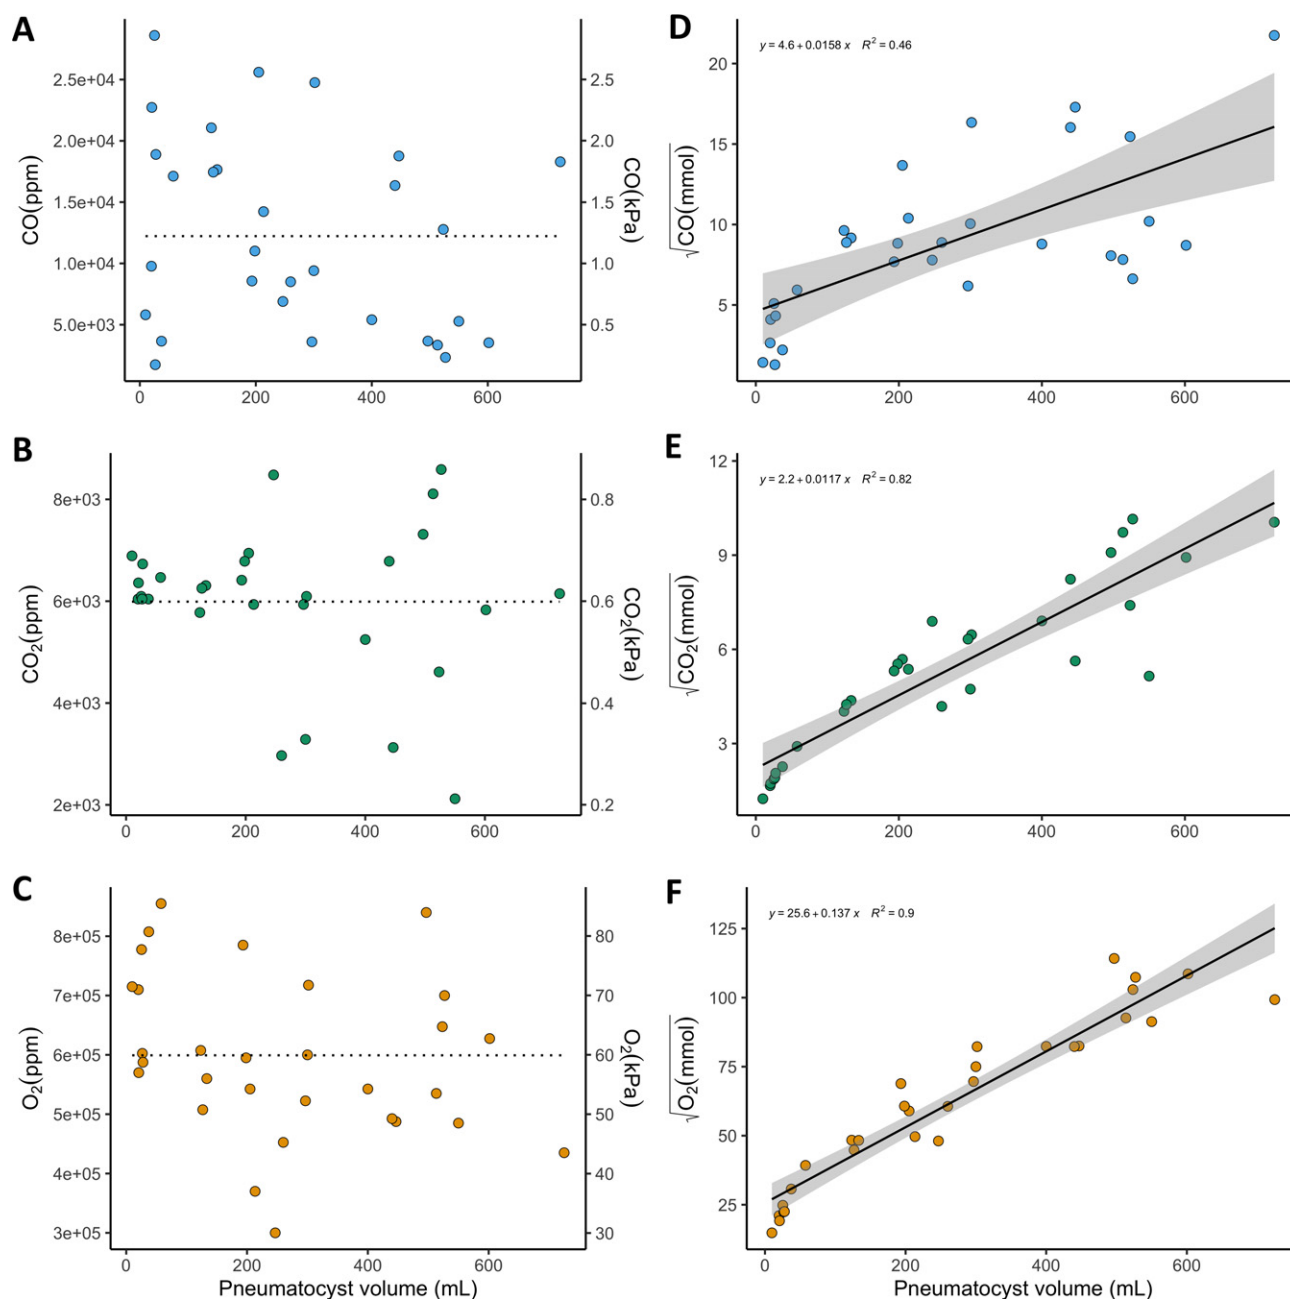 A
CO(ppm)
2.5e+04
2.0e+04
1.5e+04
1.0e+04
5.0e+03
2.5
2.0
1.5
1.0
0.5
CO(kPa)
0 200 400 600
D
y = 4.6 + 0.0158 x R² = 0.46
√CO(mmol)
20
15
10
5
0 200 400 600
B
CO₂(ppm)
8e+03
6e+03
4e+03
2e+03
0.8
0.6
0.4
0.2
CO₂(kPa)
0 200 400 600
E
y = 2.2 + 0.0117 x R² = 0.82
√CO₂(mmol)
12
9
6
3
0 200 400 600
C
O₂(ppm)
8e+05
7e+05
6e+05
5e+05
4e+05
3e+05
80
70
60
50
40
30
O₂(kPa)
0 200 400 600
Pneumatocyst volume (mL)
F
y = 25.6 + 0.137 x R² = 0.9
√O₂(mmol)
125
100
75
50
25
0 200 400 600
Pneumatocyst volume (mL)